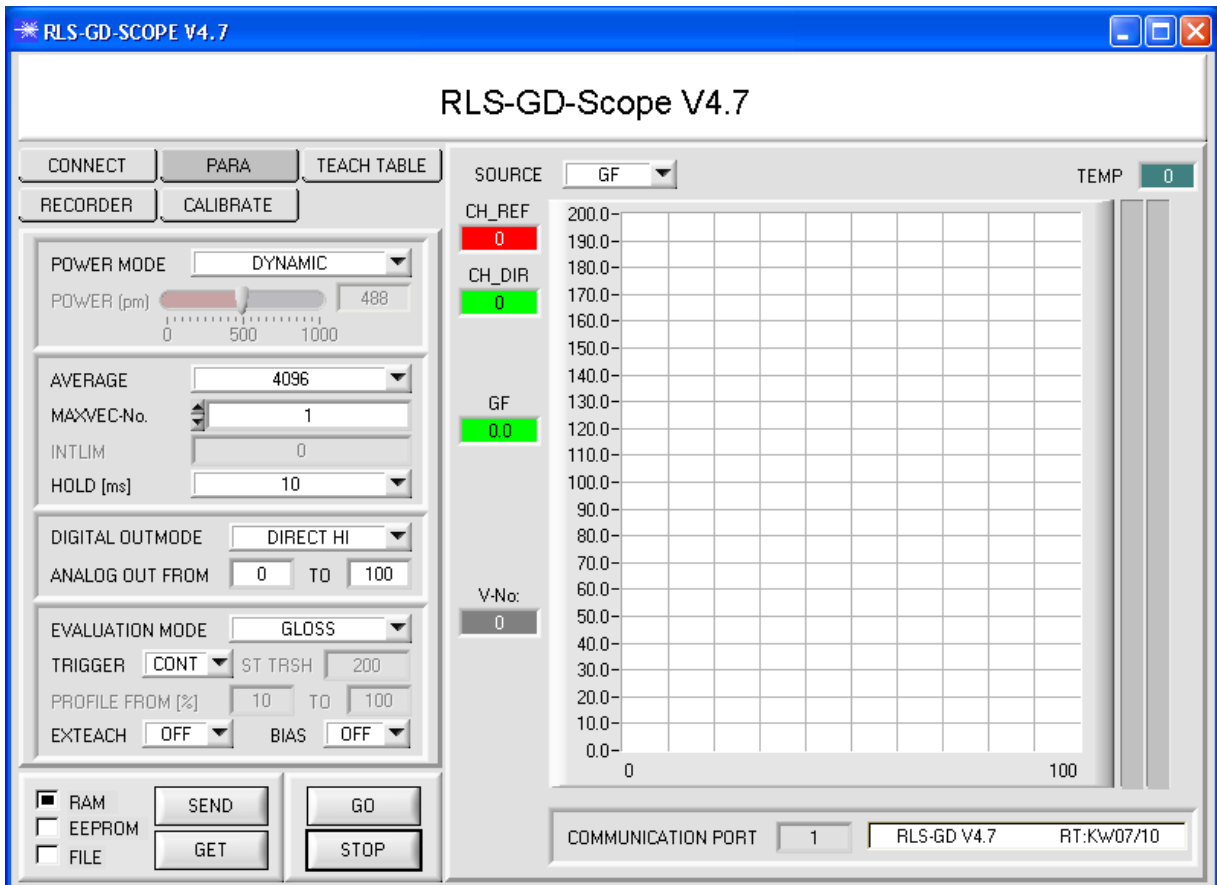 RLS-GD-SCOPE V4.7
RLS-GD-Scope V4.7
CONNECT PARA TEACH TABLE
RECORDER CALIBRATE
POWER MODE DYNAMIC
POWER (pm) 488
0 500 1000
AVERAGE 4096
MAXVEC-No. 1
INTLIM 0
HOLD [ms] 10
DIGITAL OUTMODE DIRECT HI
ANALOG OUT FROM 0 TO 100
EVALUATION MODE GLOSS
TRIGGER CONT ST TRSH 200
PROFILE FROM [%] 10 TO 100
EXTEACH OFF BIAS OFF
RAM
EEPROM
FILE
SEND
GET
GO
STOP
SOURCE GF
TEMP 0
CH_REF
0
CH_DIR
0
GF
0.0
V-No:
0
200.0
190.0
180.0
170.0
160.0
150.0
140.0
130.0
120.0
110.0
100.0
90.0
80.0
70.0
60.0
50.0
40.0
30.0
20.0
10.0
0.0
0 100
COMMUNICATION PORT 1 RLS-GD V4.7 RT:KW07/10